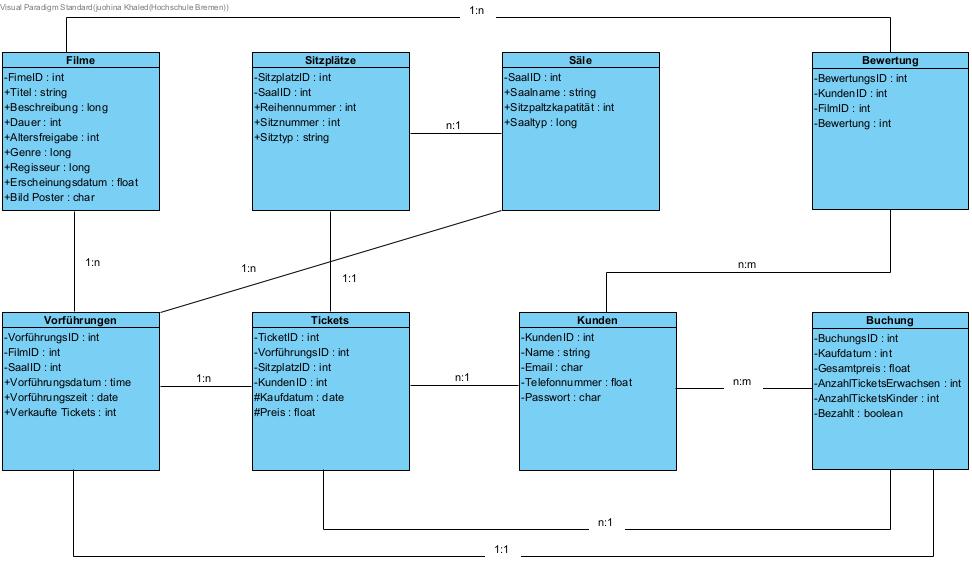 Visual Paradigm Standard(juohina Khaled(Hochschule Bremen))
1:n
Filme
-FimeID : int
+Titel : string
+Beschreibung : long
+Dauer : int
+Altersfreigabe : int
+Genre : long
+Regisseur : long
+Erscheinungsdatum : float
+Bild Poster : char
Sitzplätze
-SitzplatzID : int
-SaalID : int
+Reihennummer : int
+Sitznummer : int
+Sitztyp : string
n:1
Säle
-SaalID : int
+Saalname : string
+Sitzpaltzkapatität : int
+Saaltyp : long
Bewertung
-BewertungsID : int
-KundenID : int
-FilmID : int
-Bewertung : int
1:n
1:n
1:1
n:m
Vorführungen
-VorführungsID : int
-FilmID : int
-SaalID : int
+Vorführungsdatum : time
+Vorführungszeit : date
+Verkaufte Tickets : int
1:n
Tickets
-TicketID : int
-VorführungsID : int
-SitzplatzID : int
-KundenID : int
#Kaufdatum : date
#Preis : float
n:1
Kunden
-KundenID : int
-Name : string
-Email : char
-Telefonnummer : float
-Passwort : char
n:m
Buchung
-BuchungsID : int
-Kaufdatum : int
-Gesamtpreis : float
-AnzahlTicketsErwachsen : int
-AnzahlTicketsKinder : int
-Bezahlt : boolean
n:1
1:1